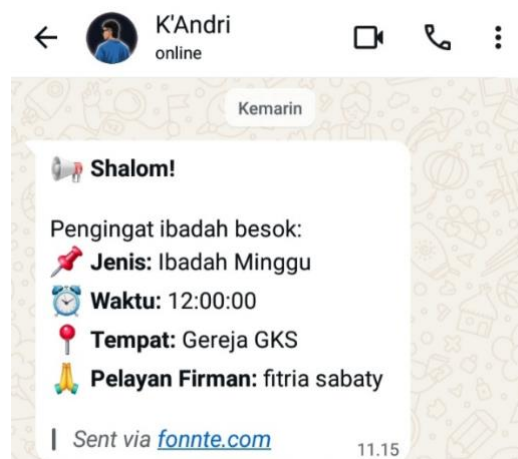 K'Andri
online
Kemarin
Shalom!
Pengingat ibadah besok:
Jenis: Ibadah Minggu
Waktu: 12:00:00
Tempat: Gereja GKS
Pelayan Firman: fitria sabaty
Sent via fonnte.com
11.15